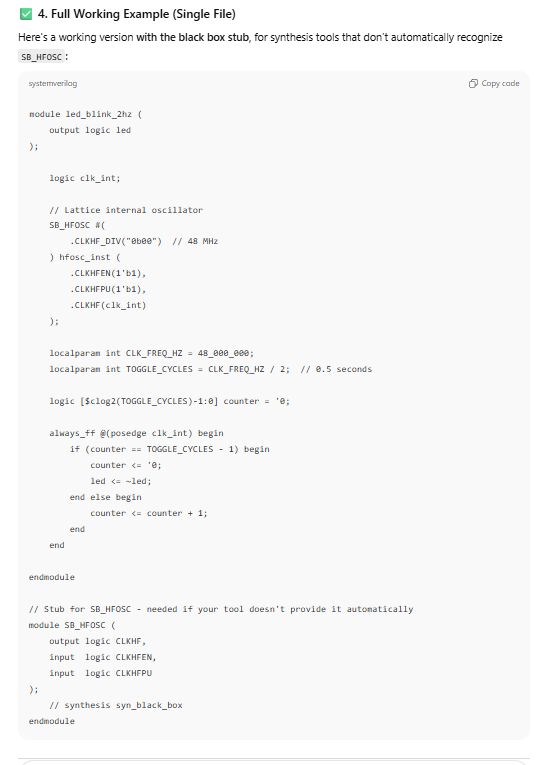 ✅ 4. Full Working Example (Single File)
Here's a working version with the black box stub, for synthesis tools that don't automatically recognize
SB_HFOSC :
systemverilog
Copy code
module led_blink_2hz (
    output logic led
);
    logic clk_int;
    // Lattice internal oscillator
    SB_HFOSC #(
        .CLKHF_DIV("0b00")  // 48 MHz
    ) hfosc_inst (
        .CLKHFEN(1'b1),
        .CLKHFPU(1'b1),
        .CLKHF(clk_int)
    );
    localparam int CLK_FREQ_HZ = 48_000_000;
    localparam int TOGGLE_CYCLES = CLK_FREQ_HZ / 2;  // 0.5 seconds
    logic [$clog2(TOGGLE_CYCLES)-1:0] counter = '0;
    always_ff @(posedge clk_int) begin
        if (counter == TOGGLE_CYCLES - 1) begin
            counter <= '0;
            led <= ~led;
        end else begin
            counter <= counter + 1;
        end
    end
endmodule
// Stub for SB_HFOSC - needed if your tool doesn't provide it automatically
module SB_HFOSC (
    output logic CLKHF,
    input  logic CLKHFEN,
    input  logic CLKHFPU
);
    // synthesis syn_black_box
endmodule